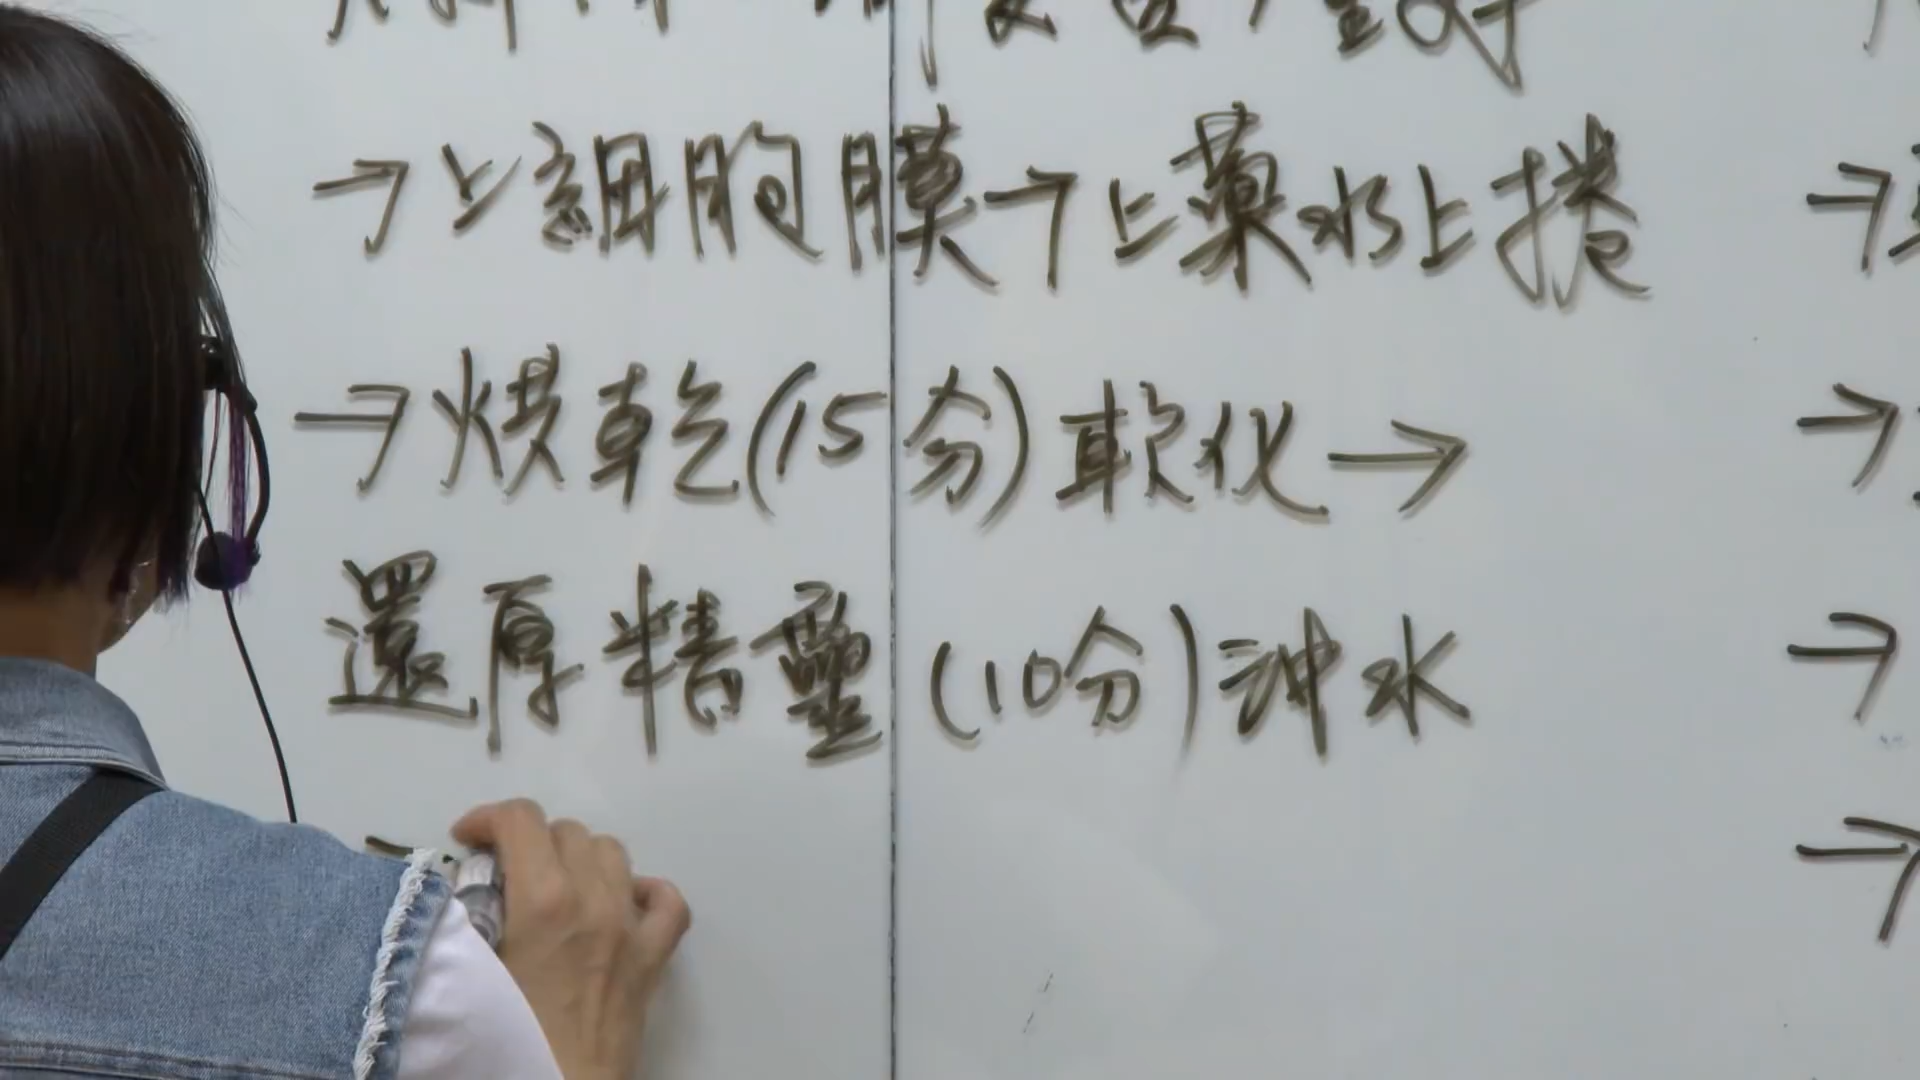 →上細胞膜→上藥水上捲
→烘乾(15分)軟化→
還原精靈(10分)沖水
→
→
→
→